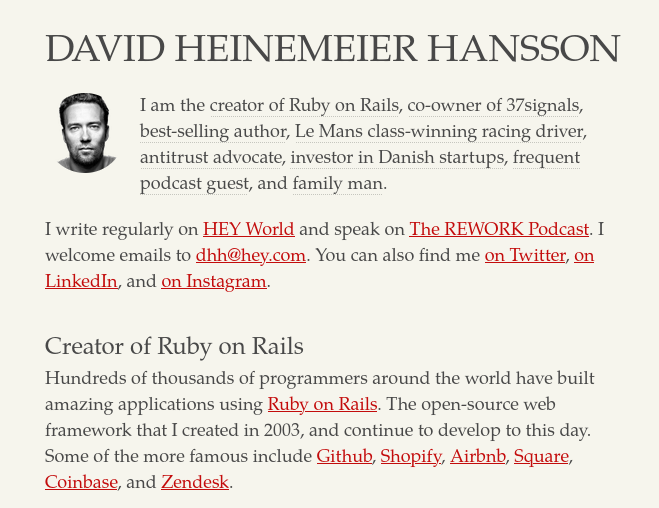 DAVID HEINEMEIER HANSSON
I am the creator of Ruby on Rails, co-owner of 37signals,
best-selling author, Le Mans class-winning racing driver,
antitrust advocate, investor in Danish startups, frequent
podcast guest, and family man.
I write regularly on HEY World and speak on The REWORK Podcast. I
welcome emails to dhh@hey.com. You can also find me on Twitter, on
LinkedIn, and on Instagram.
Creator of Ruby on Rails
Hundreds of thousands of programmers around the world have built
amazing applications using Ruby on Rails. The open-source web
framework that I created in 2003, and continue to develop to this day.
Some of the more famous include Github, Shopify, Airbnb, Square,
Coinbase, and Zendesk.